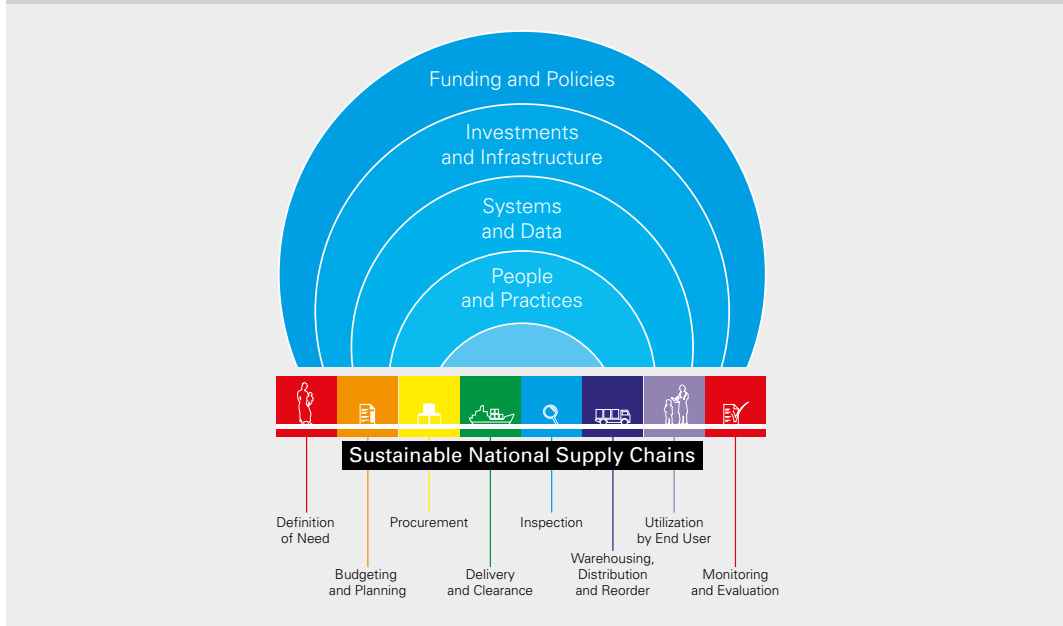 Funding and Policies
Investments
and Infrastructure
Systems
and Data
People
and Practices
Sustainable National Supply Chains
Definition
of Need
Budgeting
and Planning
Procurement
Delivery
and Clearance
Inspection
Warehousing,
Distribution
and Reorder
Utilization
by End User
Monitoring
and Evaluation